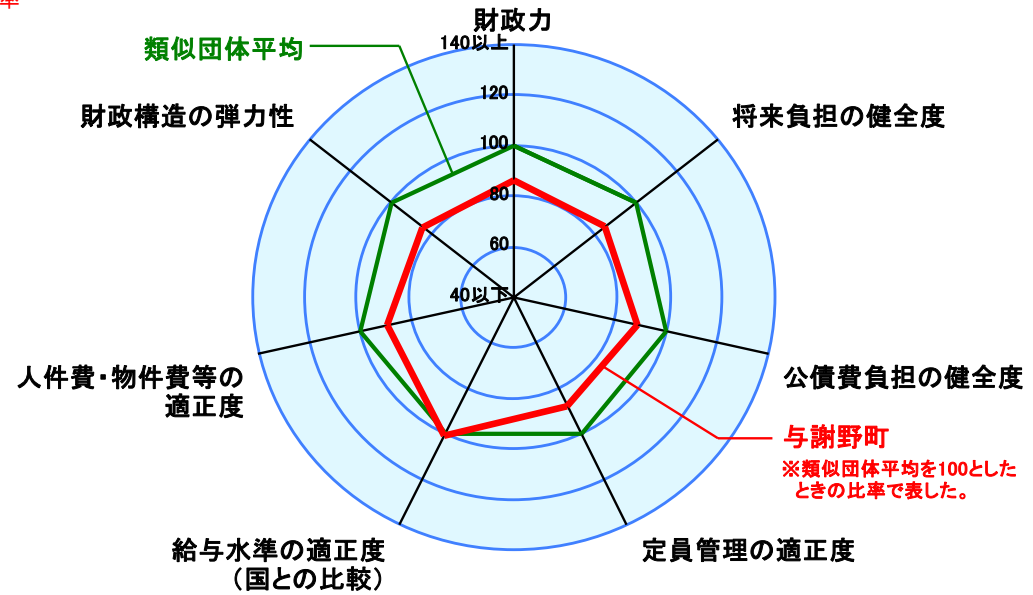 率
財政力
140以上
類似団体平均
120
財政構造の弾力性
将来負担の健全度
100
80
60
40以下
人件費・物件費等の
適正度
公債費負担の健全度
与謝野町
※類似団体平均を100とした
ときの比率で表した。
給与水準の適正度
（国との比較）
定員管理の適正度